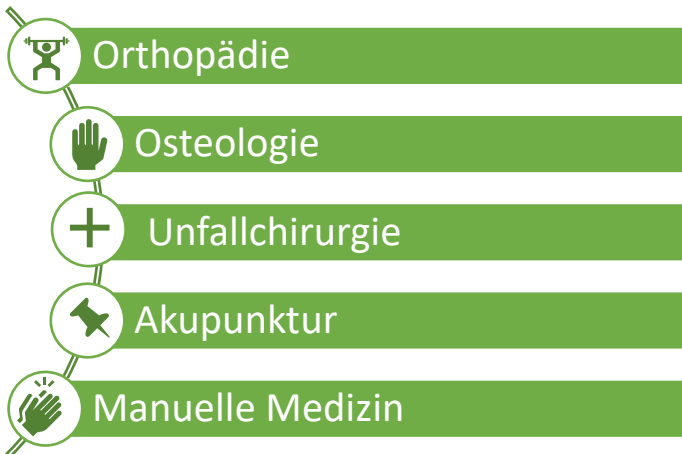 Orthopädie
Osteologie
Unfallchirurgie
Akupunktur
Manuelle Medizin